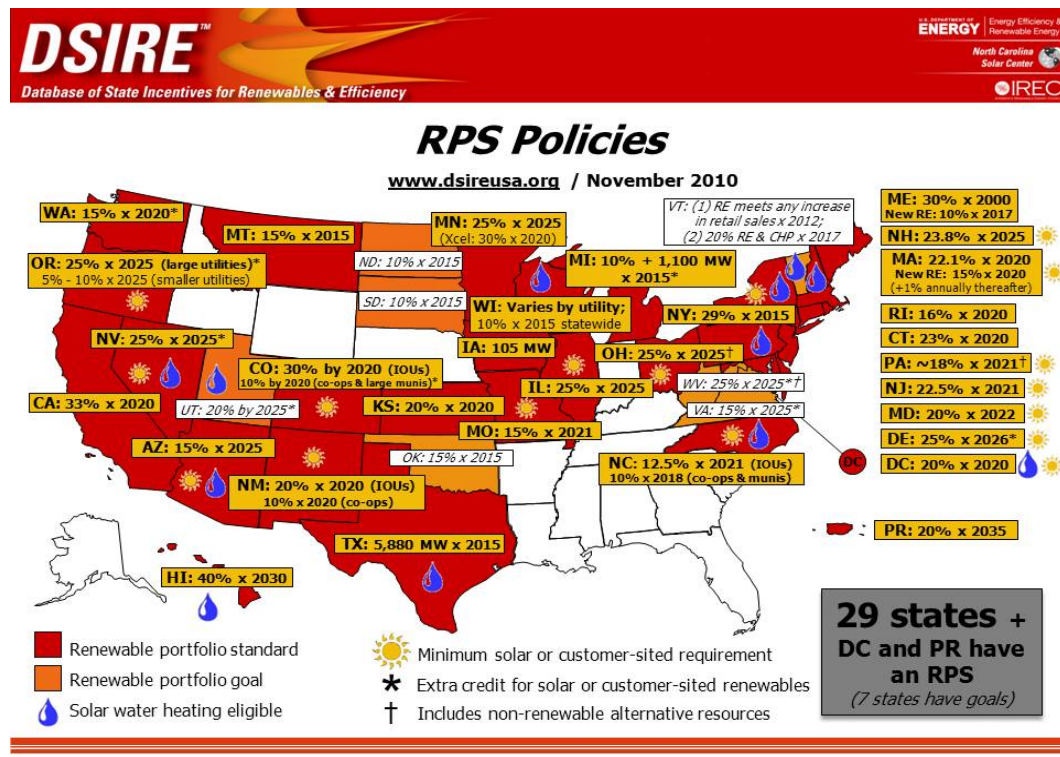 DSIRE™
Database of State Incentives for Renewables & Efficiency
U.S. DEPARTMENT OF
ENERGY
Energy Efficiency &
Renewable Energy
North Carolina
Solar Center
IREC
RPS Policies
www.dsireusa.org / November 2010
WA: 15% x 2020*
MT: 15% x 2015
MN: 25% x 2025
(Xcel: 30% x 2020)
VT: (1) RE meets any increase
in retail sales x 2012;
(2) 20% RE & CHP x 2017
OR: 25% x 2025 (large utilities)*
5% - 10% x 2025 (smaller utilities)
ND: 10% x 2015
MI: 10% + 1,100 MW
x 2015*
SD: 10% x 2015
WI: Varies by utility;
10% x 2015 statewide
NY: 29% x 2015
NV: 25% x 2025*
IA: 105 MW
OH: 25% x 2025†
CO: 30% by 2020 (IOUs)
10% by 2020 (co-ops & large munis)*
IL: 25% x 2025
WV: 25% x 2025*†
CA: 33% x 2020
UT: 20% by 2025*
KS: 20% x 2020
VA: 15% x 2025*
MO: 15% x 2021
AZ: 15% x 2025
OK: 15% x 2015
NC: 12.5% x 2021 (IOUs)
10% x 2018 (co-ops & munis)
DC
NM: 20% x 2020 (IOUs)
10% x 2020 (co-ops)
TX: 5,880 MW x 2015
HI: 40% x 2030
ME: 30% x 2000
New RE: 10% x 2017
NH: 23.8% x 2025
MA: 22.1% x 2020
New RE: 15% x 2020
(+1% annually thereafter)
RI: 16% x 2020
CT: 23% x 2020
PA: ~18% x 2021†
NJ: 22.5% x 2021
MD: 20% x 2022
DE: 25% x 2026*
DC: 20% x 2020
PR: 20% x 2035
Renewable portfolio standard
Renewable portfolio goal
Solar water heating eligible
Minimum solar or customer-sited requirement
* Extra credit for solar or customer-sited renewables
† Includes non-renewable alternative resources
29 states +
DC and PR have
an RPS
(7 states have goals)